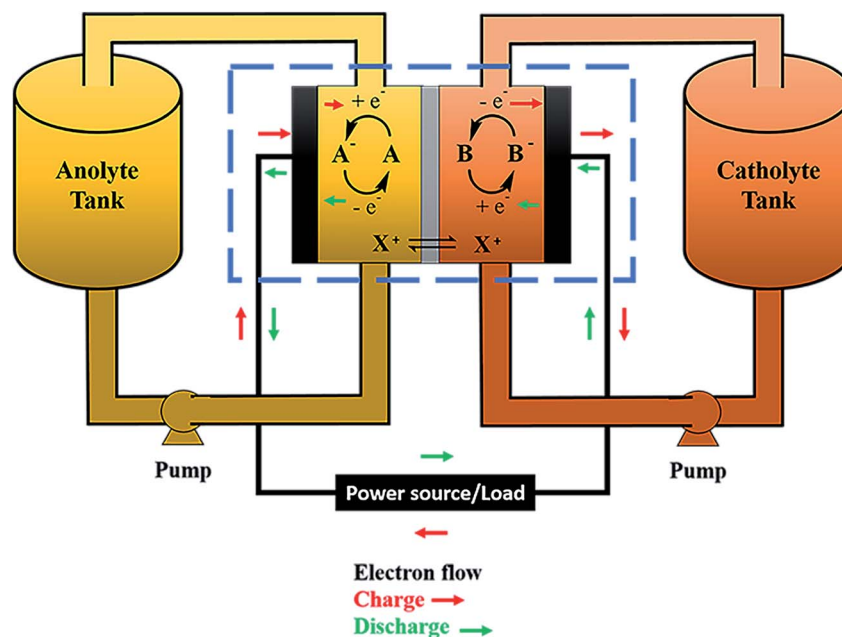 + e⁻
- e⁻
Anolyte
Tank
A⁻ A
B B⁻
Catholyte
Tank
- e⁻
+ e⁻
X⁺ ⇌ X⁺
Pump
Pump
Power source/Load
Electron flow
Charge →
Discharge →